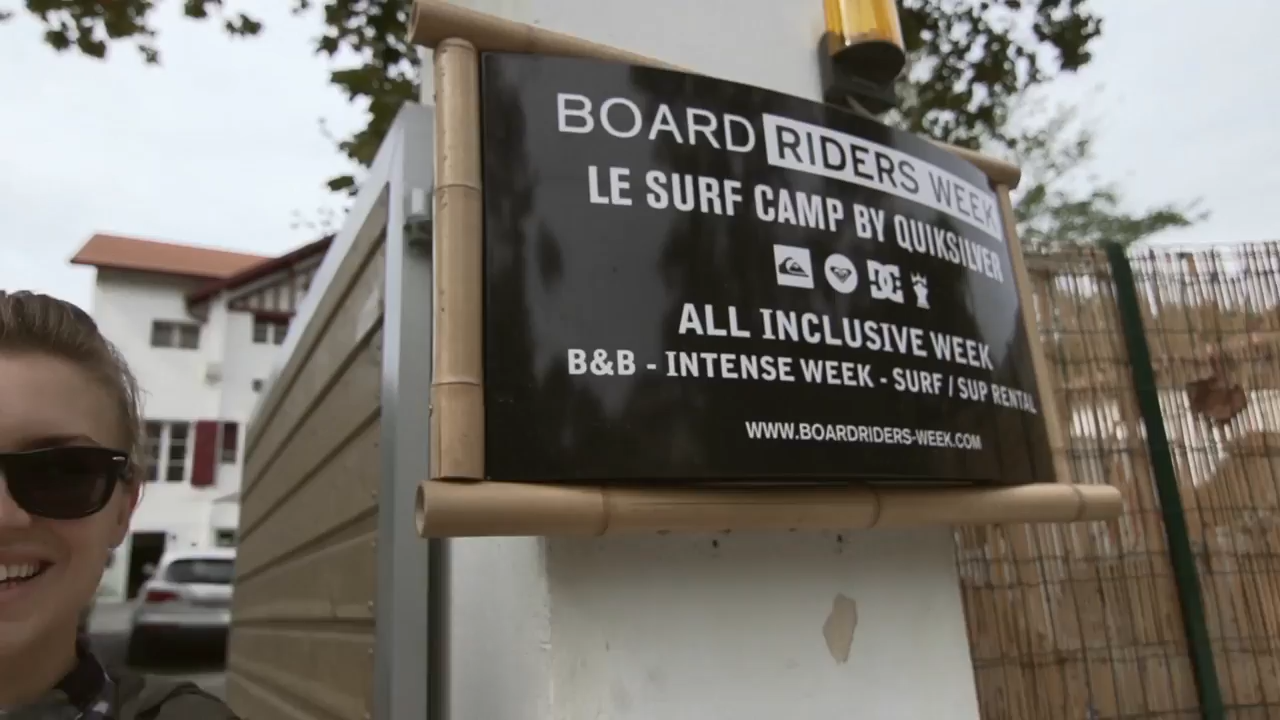 BOARD RIDERS WEEK
LE SURF CAMP BY QUIKSILVER
DC
ALL INCLUSIVE WEEK
B&B - INTENSE WEEK - SURF / SUP RENTAL
WWW.BOARDRIDERS-WEEK.COM